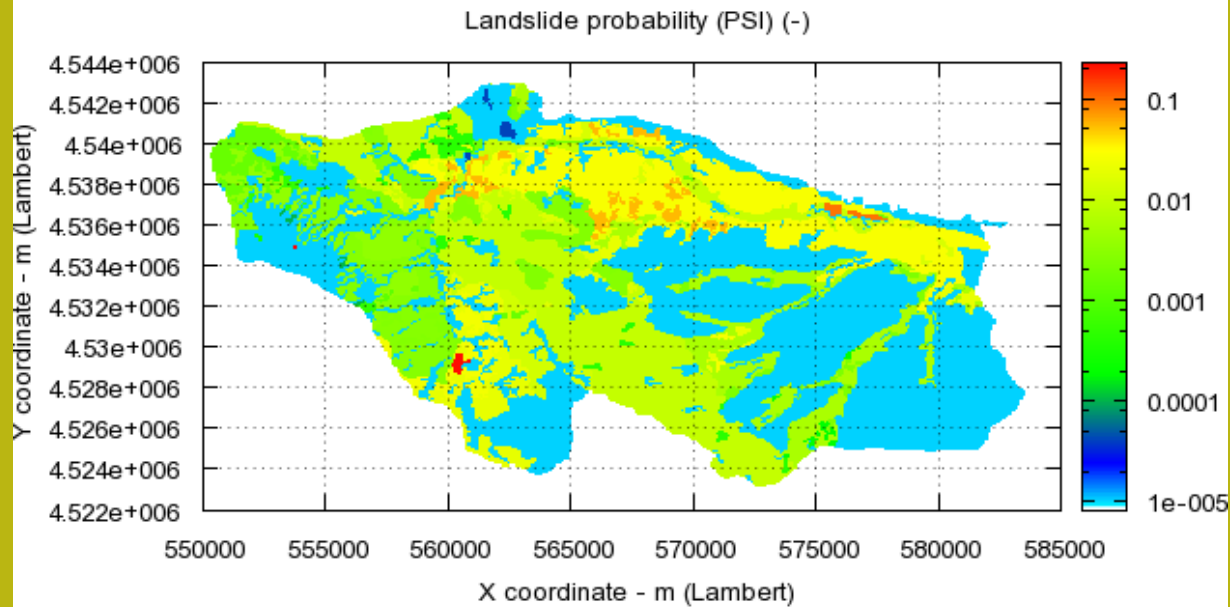 Landslide probability (PSI) (-)
4.544e+006
4.542e+006
4.54e+006
4.538e+006
4.536e+006
4.534e+006
4.532e+006
4.53e+006
4.528e+006
4.526e+006
4.524e+006
4.522e+006
Y coordinate - m (Lambert)
550000 555000 560000 565000 570000 575000 580000 585000
X coordinate - m (Lambert)
0.1
0.01
0.001
0.0001
1e-005